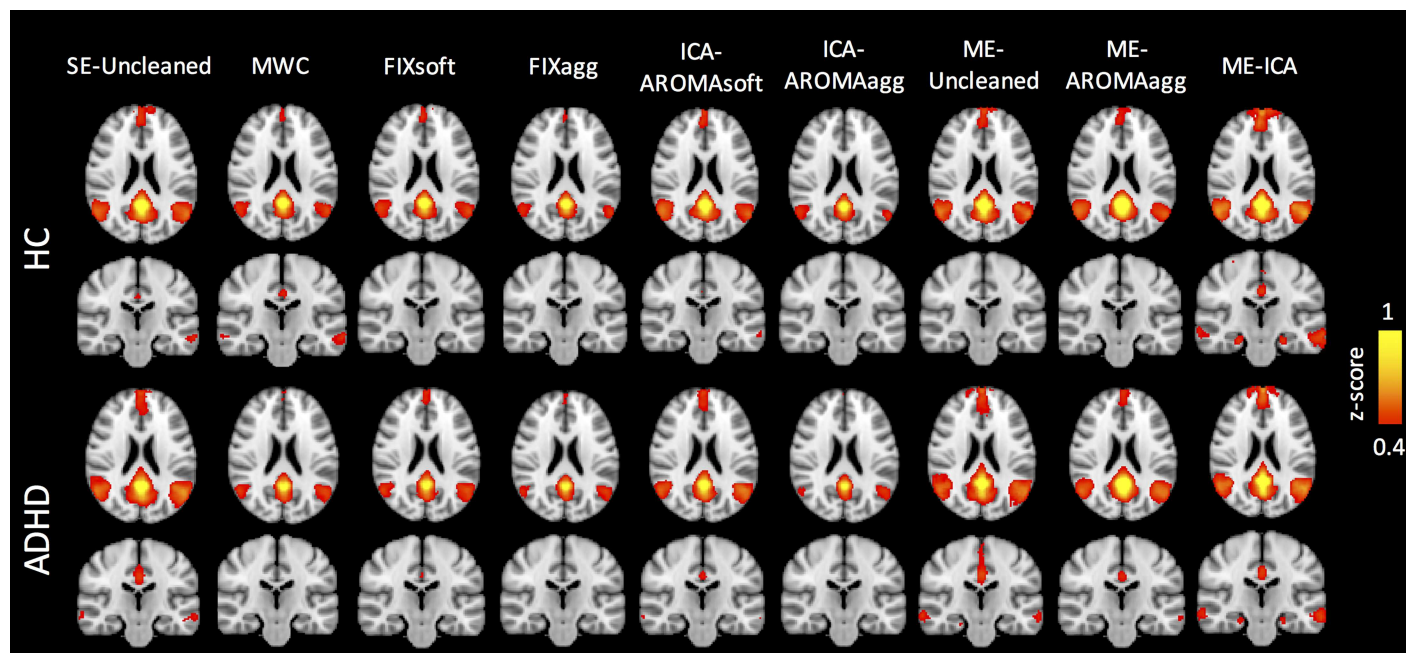 SE-Uncleaned
MWC
FIXsoft
FIXagg
ICA-
AROMAsoft
ICA-
AROMAagg
ME-
Uncleaned
ME-
AROMAagg
ME-ICA
HC
ADHD
1
z-score
0.4